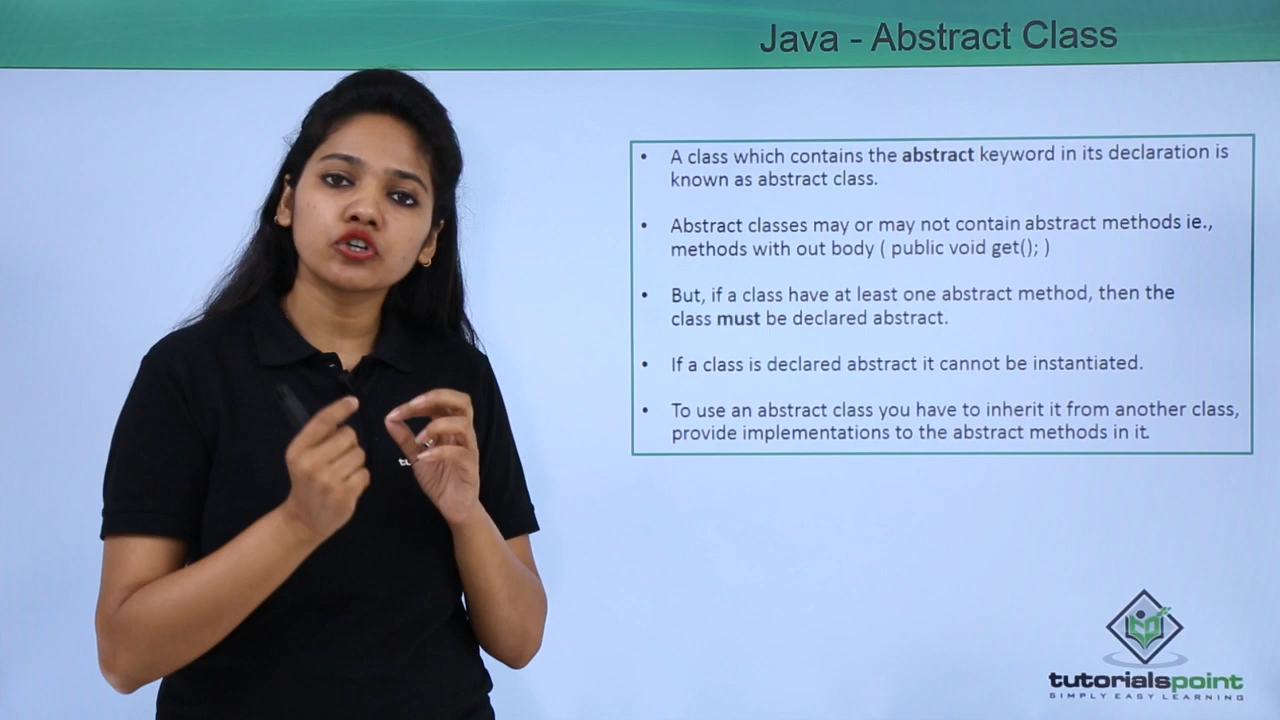 Java - Abstract Class
• A class which contains the abstract keyword in its declaration is
known as abstract class.
• Abstract classes may or may not contain abstract methods ie.,
methods with out body ( public void get(); )
• But, if a class have at least one abstract method, then the
class must be declared abstract.
• If a class is declared abstract it cannot be instantiated.
• To use an abstract class you have to inherit it from another class,
provide implementations to the abstract methods in it.
tutorialspoint
SIMPLY EASY LEARNING